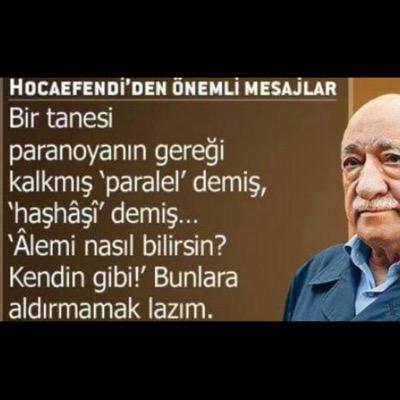 HOCAEFENDİ'DEN ÖNEMLİ MESAJLAR
Bir tanesi
paranoyanın gereği
kalkmış 'paralel' demiş,
'haşhâşî' demiş...
'Âlemi nasıl bilirsin?
Kendin gibi!' Bunlara
aldırmamak lazım.